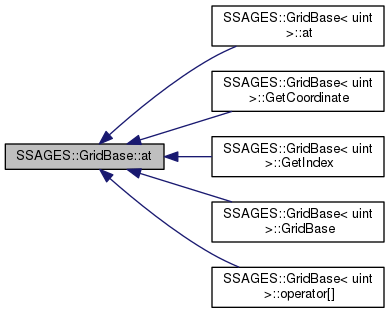 SSAGES::GridBase< uint
>::at
SSAGES::GridBase< uint
>::GetCoordinate
SSAGES::GridBase< uint
>::GetIndex
SSAGES::GridBase::at
SSAGES::GridBase< uint
>::GridBase
SSAGES::GridBase< uint
>::operator[]